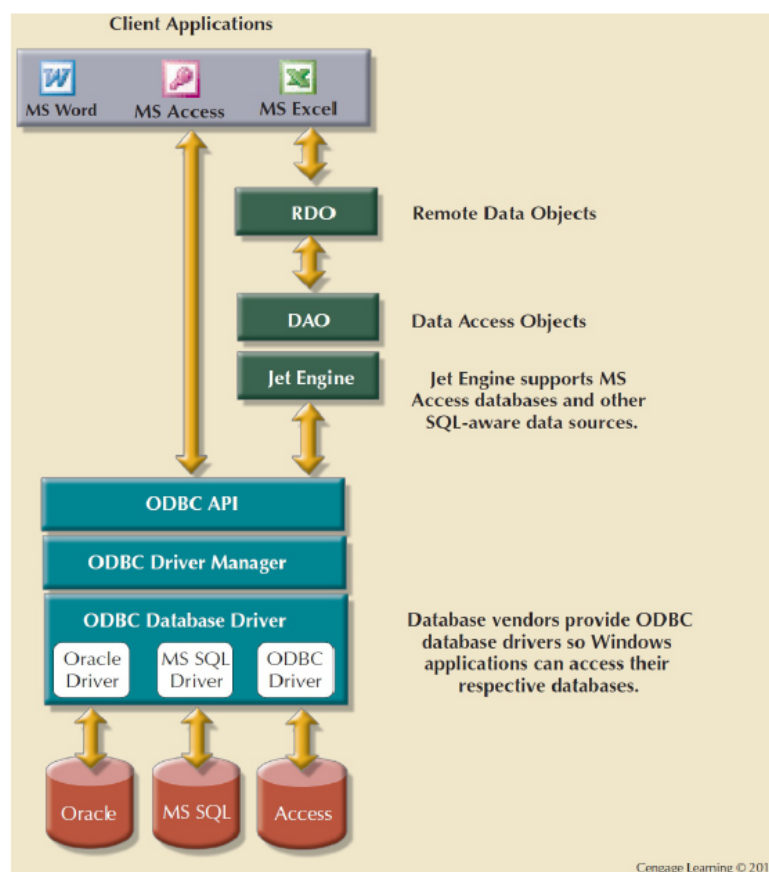 Client Applications
MS Word
MS Access
MS Excel
RDO
Remote Data Objects
DAO
Data Access Objects
Jet Engine
Jet Engine supports MS
Access databases and other
SQL-aware data sources.
ODBC API
ODBC Driver Manager
ODBC Database Driver
Oracle
Driver
MS SQL
Driver
ODBC
Driver
Database vendors provide ODBC
database drivers so Windows
applications can access their
respective databases.
Oracle
MS SQL
Access
Cengage Learning © 201